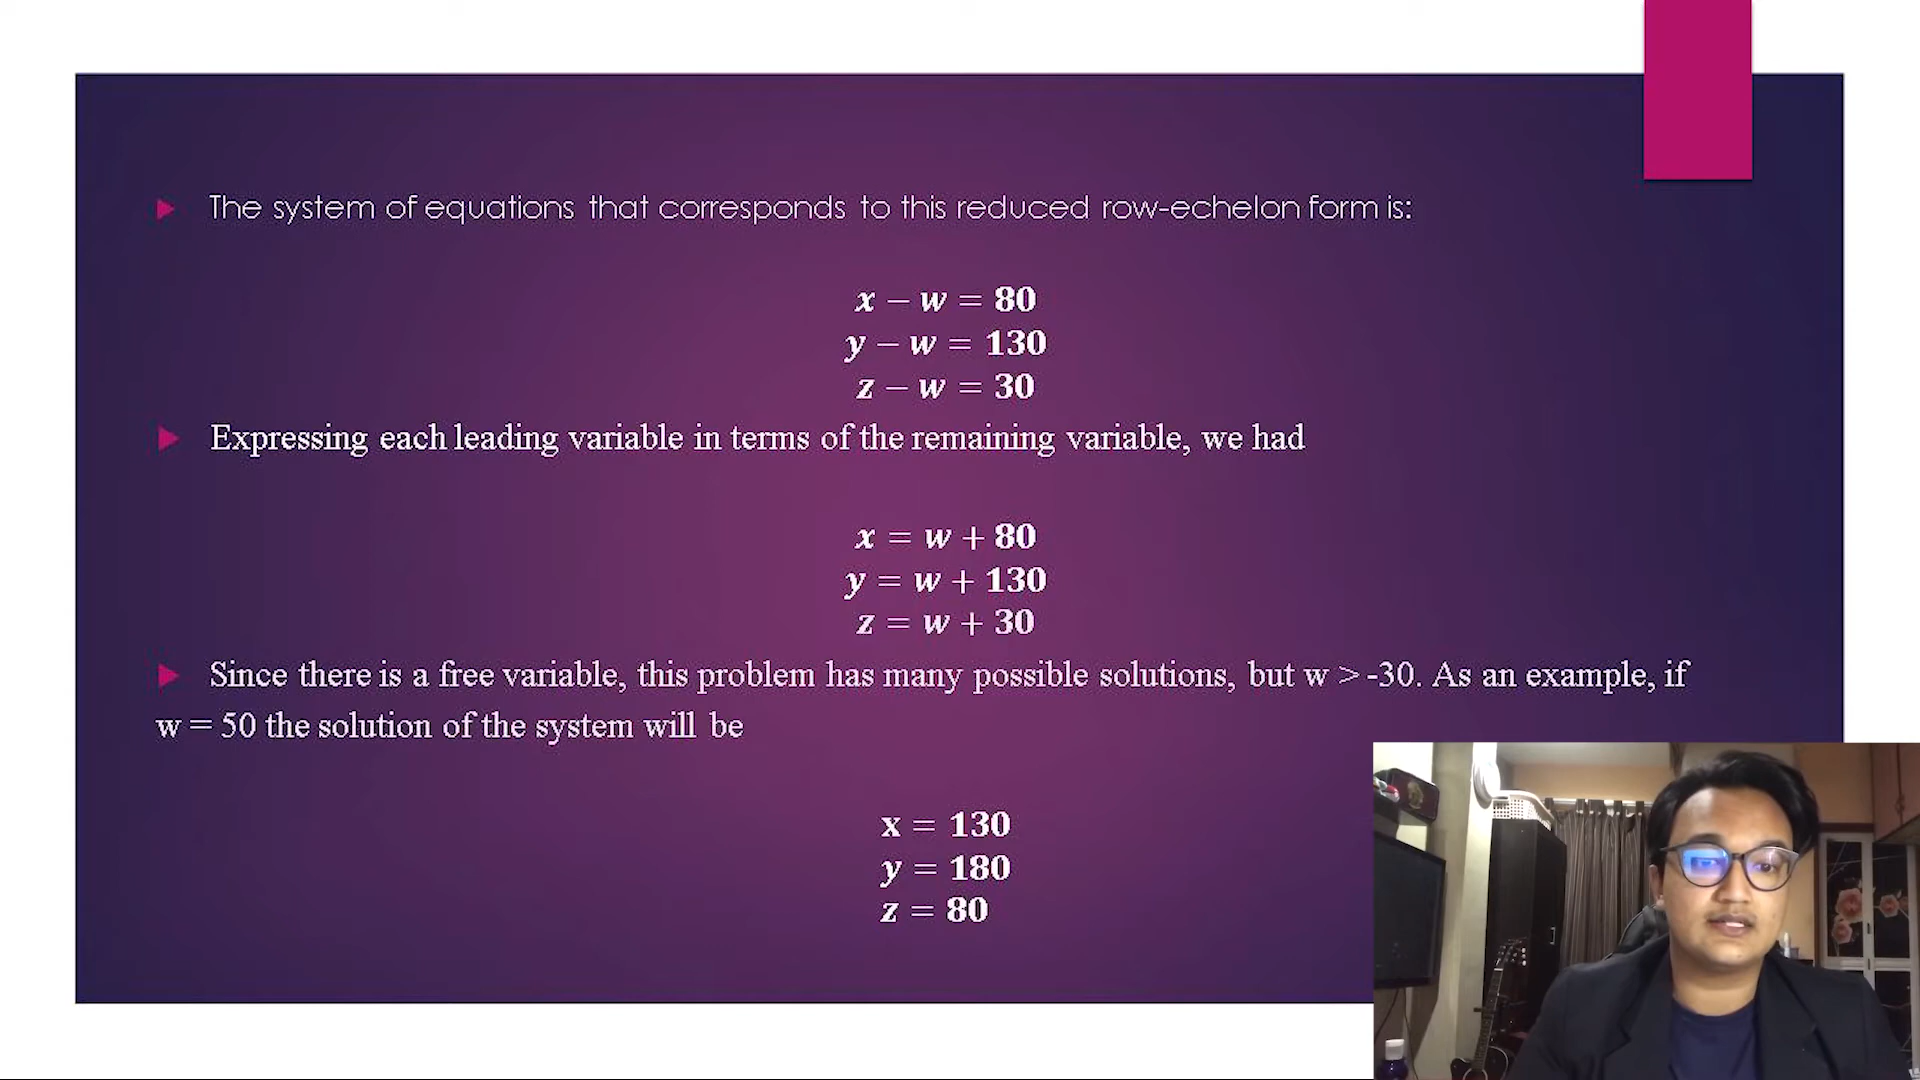 The system of equations that corresponds to this reduced row-echelon form is:
x − w = 80
y − w = 130
z − w = 30
Expressing each leading variable in terms of the remaining variable, we had
x = w + 80
y = w + 130
z = w + 30
Since there is a free variable, this problem has many possible solutions, but w > -30. As an example, if
w = 50 the solution of the system will be
x = 130
y = 180
z = 80